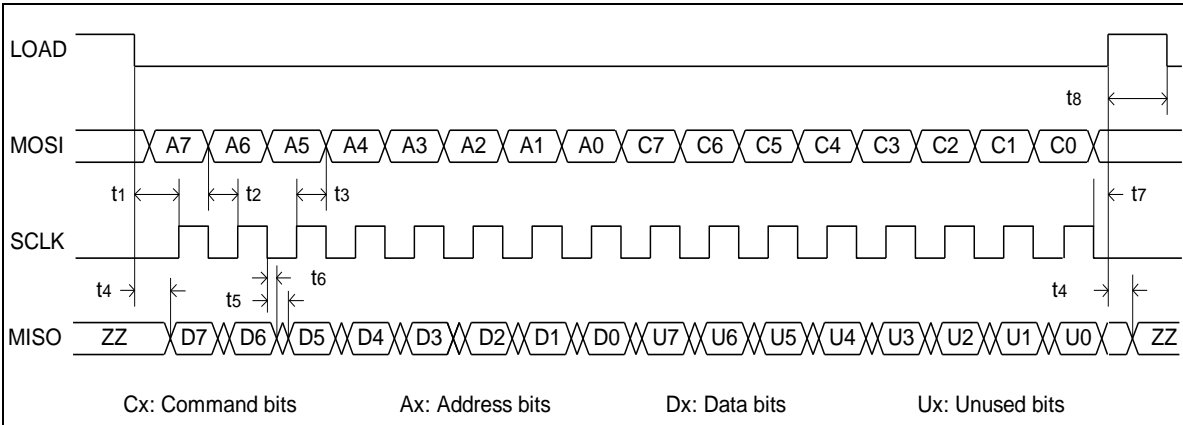 LOAD
t8
MOSI A7 A6 A5 A4 A3 A2 A1 A0 C7 C6 C5 C4 C3 C2 C1 C0
t1 t2 t3 t7
SCLK
t6
t4 t5 t4
MISO ZZ D7 D6 D5 D4 D3 D2 D1 D0 U7 U6 U5 U4 U3 U2 U1 U0 ZZ
Cx: Command bits Ax: Address bits Dx: Data bits Ux: Unused bits